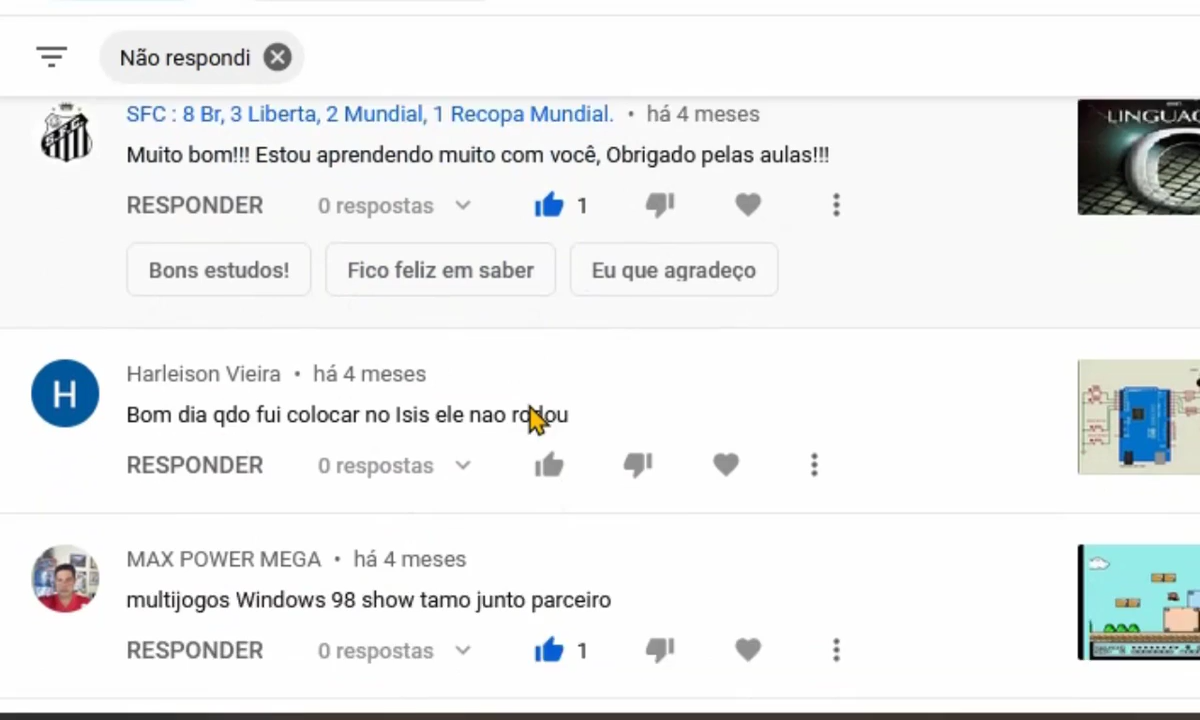 Não respondi
SFC : 8 Br, 3 Liberta, 2 Mundial, 1 Recopa Mundial. • há 4 meses
Muito bom!!! Estou aprendendo muito com você, Obrigado pelas aulas!!!
RESPONDER 0 respostas 1
Bons estudos! Fico feliz em saber Eu que agradeço
LINGUAG
H
Harleison Vieira • há 4 meses
Bom dia qdo fui colocar no Isis ele nao rodou
RESPONDER 0 respostas
MAX POWER MEGA • há 4 meses
multijogos Windows 98 show tamo junto parceiro
RESPONDER 0 respostas 1